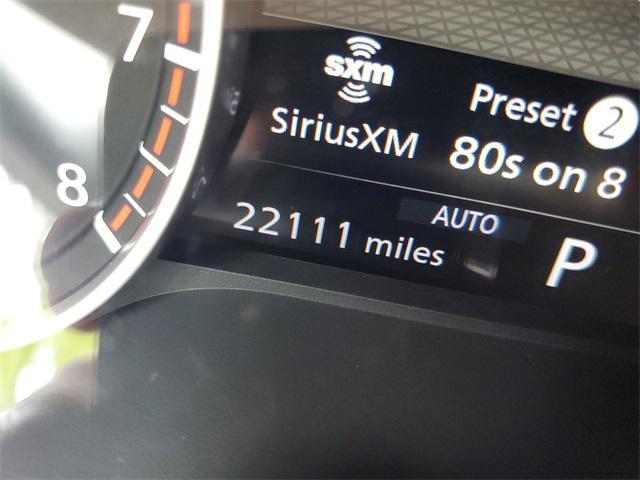 7
8
sxm
SiriusXM
Preset 2
80s on 8
22111 miles
AUTO
P